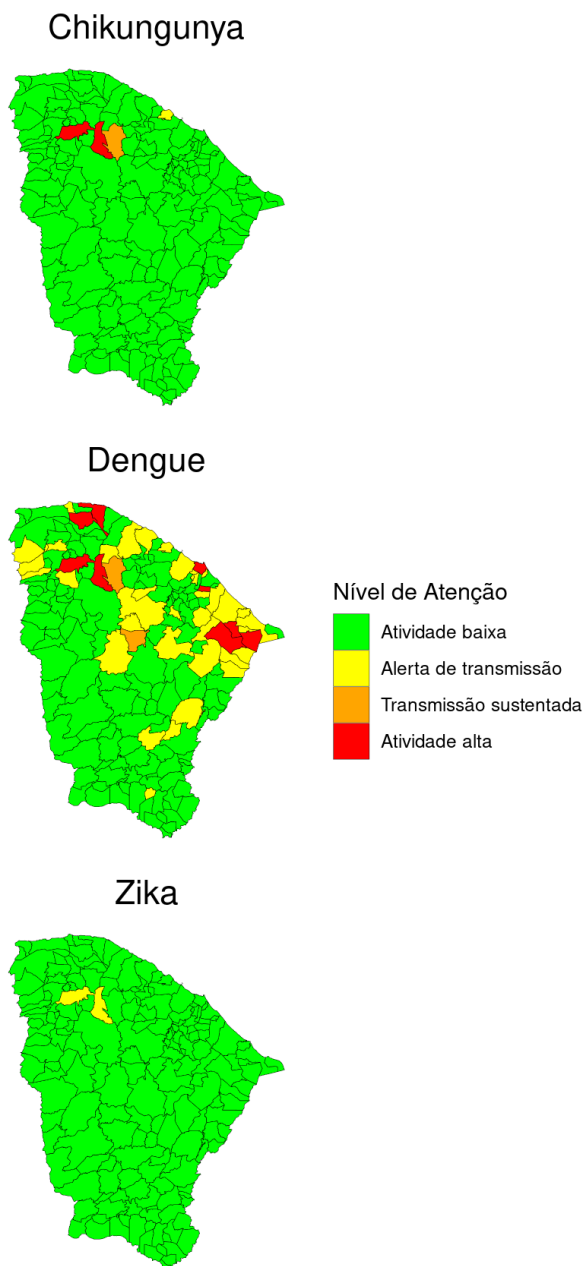 Chikungunya
Dengue
Nível de Atenção
Atividade baixa
Alerta de transmissão
Transmissão sustentada
Atividade alta
Zika